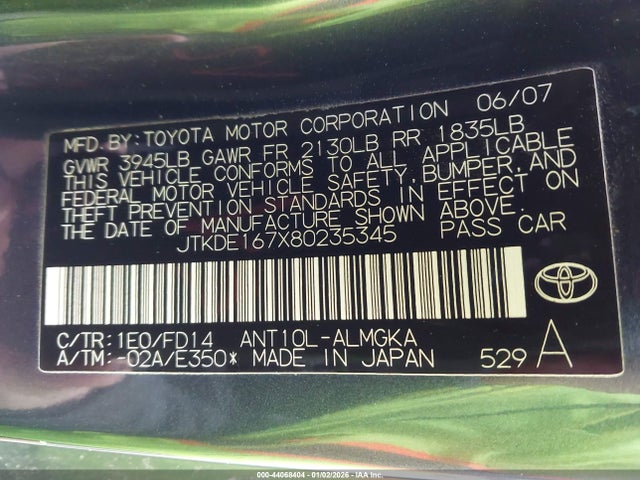 MFD. BY: TOYOTA MOTOR CORPORATION 06/07
GVWR 3945LB GAWR FR 2130LB RR 1835LB
THIS VEHICLE CONFORMS TO ALL APPLICABLE
FEDERAL MOTOR VEHICLE SAFETY, BUMPER, AND
THEFT PREVENTION STANDARDS IN EFFECT ON
THE DATE OF MANUFACTURE SHOWN ABOVE.
JTKDE167X80235345 PASS CAR
C/TR: 1E0/FD14 ANT10L-ALMGKA
A/TM: -02A/E350* MADE IN JAPAN 529 A
000-44068404 | 01/02/2026 - IAA Inc.